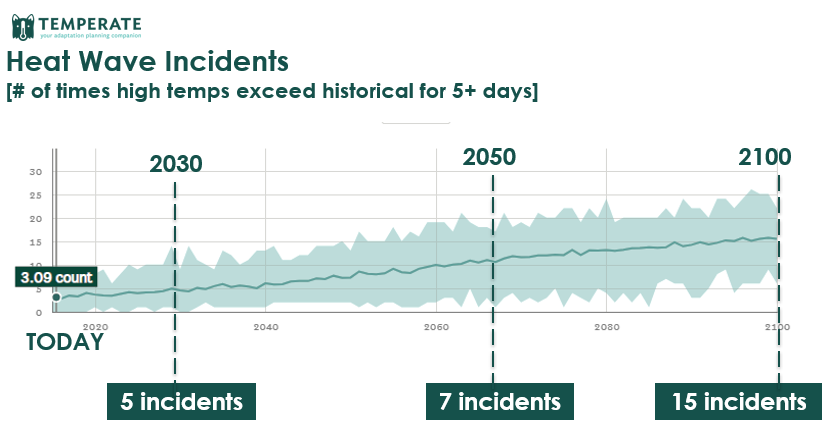 TEMPERATE
your adaptation planning companion
Heat Wave Incidents
[# of times high temps exceed historical for 5+ days]
2030
2050
2100
30
25
20
15
10
3.09 count
5
0
2020
2040
2060
2080
2100
TODAY
5 incidents
7 incidents
15 incidents